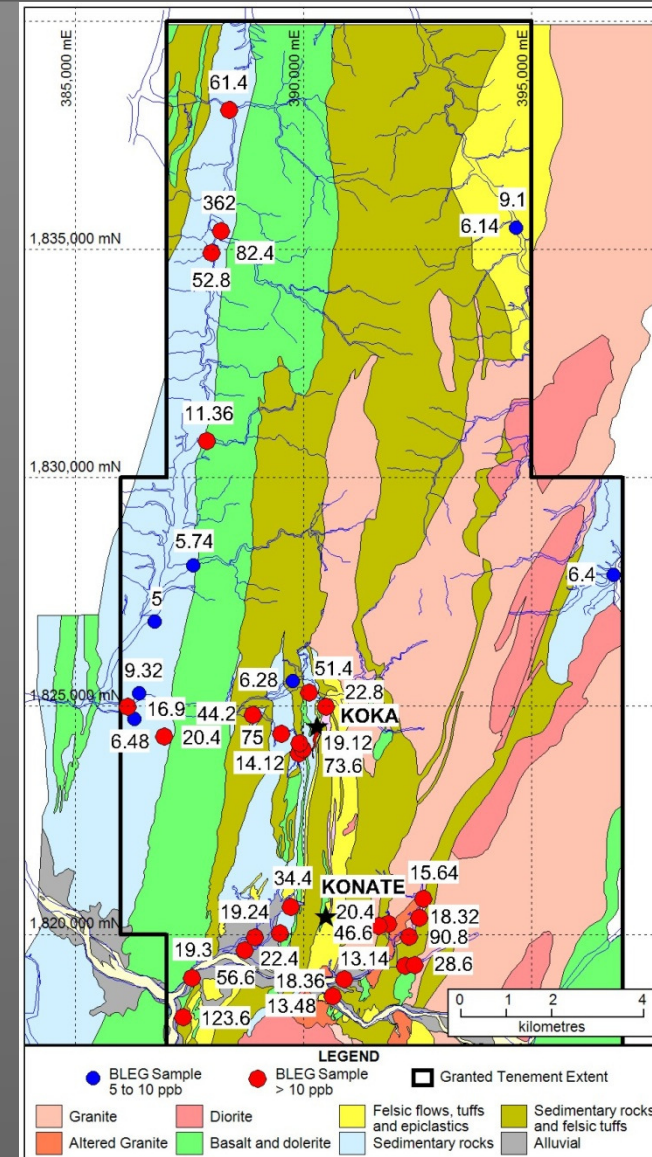 385,000 mE
390,000 mE
395,000 mE
61.4
362
9.1
6.14
1,835,000 mN
82.4
52.8
11.36
1,830,000 mN
5.74
6.4
5
9.32
6.28
51.4
1,825,000 mN
16.9
44.2
22.8
KOKA
6.48
20.4
75
19.12
14.12
73.6
34.4
KONATE
15.64
19.24
20.4
18.32
1,820,000 mN
46.6
90.8
19.3
22.4
13.14
56.6
18.36
28.6
13.48
123.6
0 1 2 4
kilometres
LEGEND
BLEG Sample
5 to 10 ppb
BLEG Sample
> 10 ppb
Granted Tenement Extent
Granite
Diorite
Felsic flows, tuffs
and epiclastics
Sedimentary rocks
and felsic tuffs
Altered Granite
Basalt and dolerite
Sedimentary rocks
Alluvial